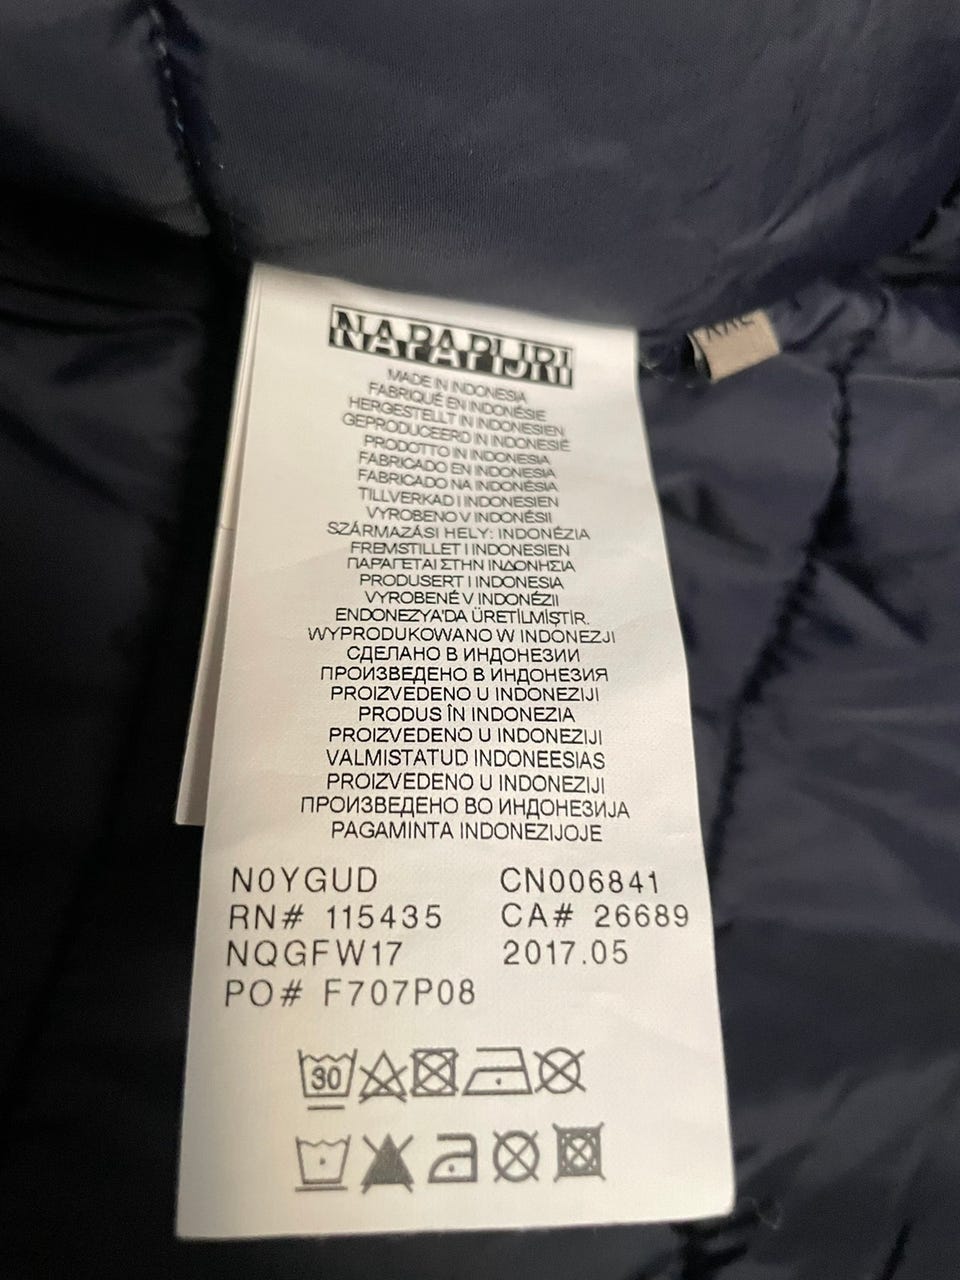 NAPAPIJRI
MADE IN INDONESIA
FABRIQUÉ EN INDONÉSIE
HERGESTELLT IN INDONESIEN
GEPRODUCEERD IN INDONESIË
PRODOTTO IN INDONESIA
FABRICADO EN INDONESIA
FABRICADO NA INDONÉSIA
TILLVERKAD I INDONESIEN
VYROBENO V INDONÉSII
SZÁRMAZÁSI HELY: INDONÉZIA
FREMSTILLET I INDONESIEN
ΠΑΡΑΓΕΤΑΙ ΣΤΗΝ ΙΝΔΟΝΗΣΙΑ
PRODUSERT I INDONESIA
VYROBENÉ V INDONÉZII
ENDONEZYA'DA ÜRETİLMİŞTİR.
WYPRODUKOWANO W INDONEZJI
СДЕЛАНО В ИНДОНЕЗИИ
ПРОИЗВЕДЕНО В ИНДОНЕЗИЯ
PROIZVEDENO U INDONEZIJI
PRODUS ÎN INDONEZIA
PROIZVEDENO U INDONEZIJI
VALMISTATUD INDONEESIAS
PROIZVEDENO U INDONEZIJI
ПРОИЗВЕДЕНО ВО ИНДОНЕЗИЈА
PAGAMINTA INDONEZIJOJE
N0YGUD CN006841
RN# 115435 CA# 26689
NQGFW17 2017.05
PO# F707P08
30